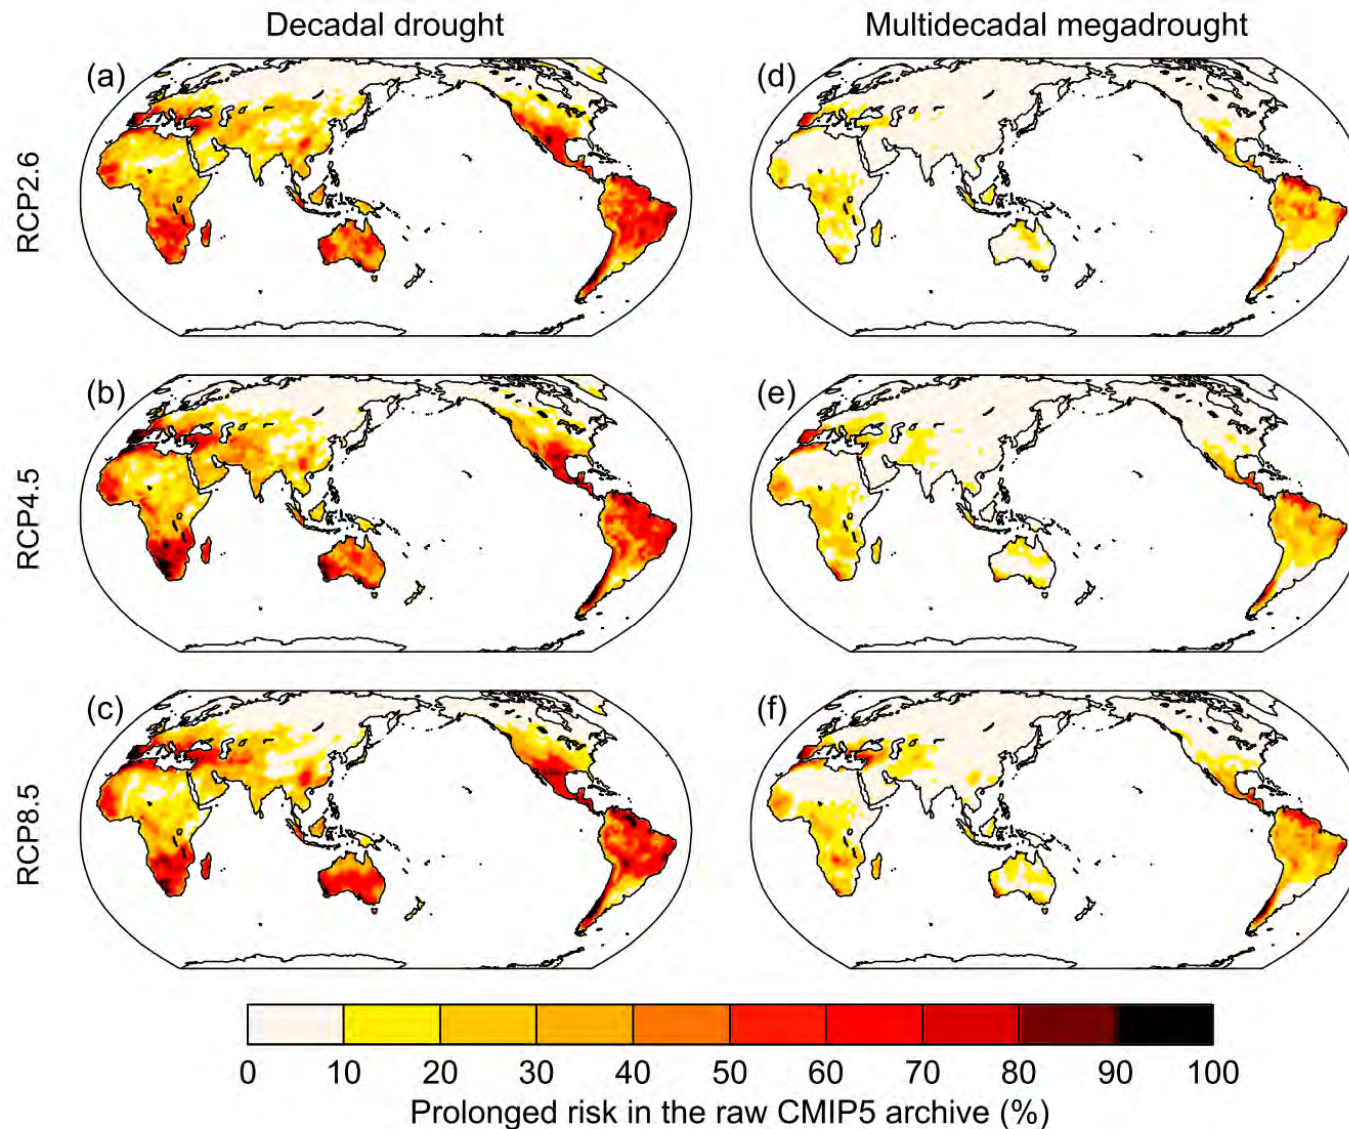 Decadal drought
Multidecadal megadrought
(a)
(d)
RCP2.6
(b)
(e)
RCP4.5
(c)
(f)
RCP8.5
0 10 20 30 40 50 60 70 80 90 100
Prolonged risk in the raw CMIP5 archive (%)